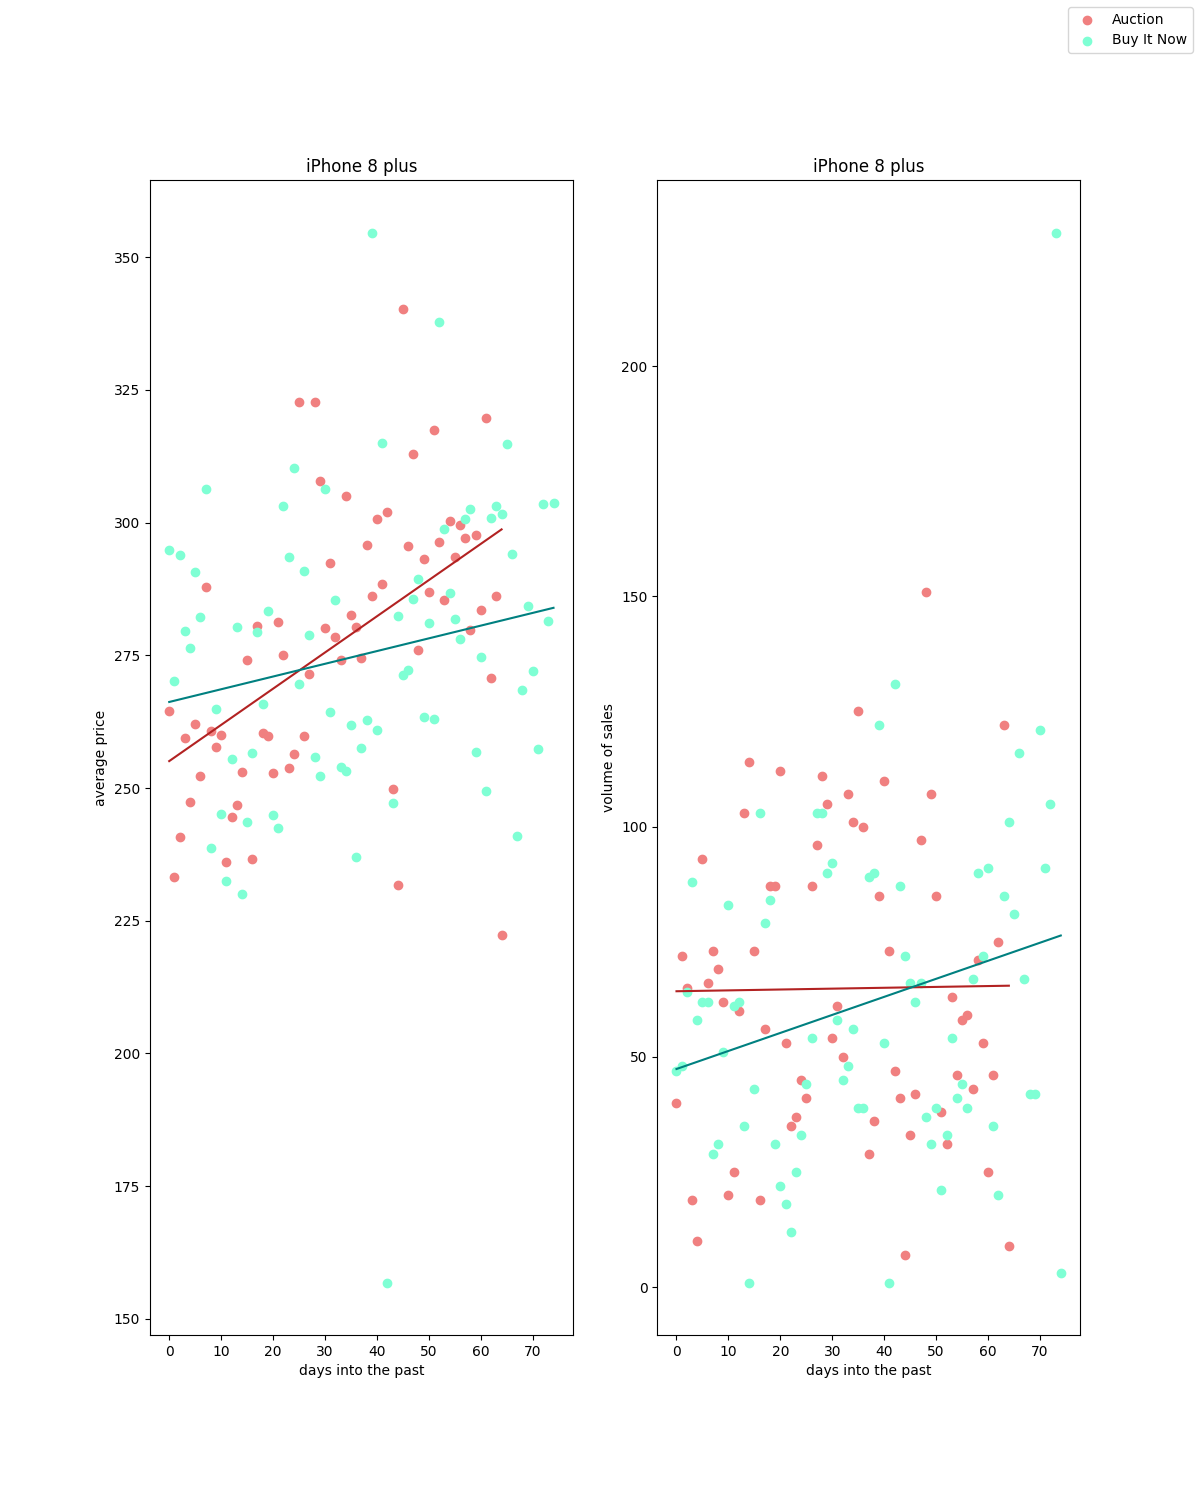 Auction
Buy It Now
iPhone 8 plus
average price
350
325
300
275
250
225
200
175
150
0 10 20 30 40 50 60 70
days into the past
iPhone 8 plus
volume of sales
200
150
100
50
0
0 10 20 30 40 50 60 70
days into the past